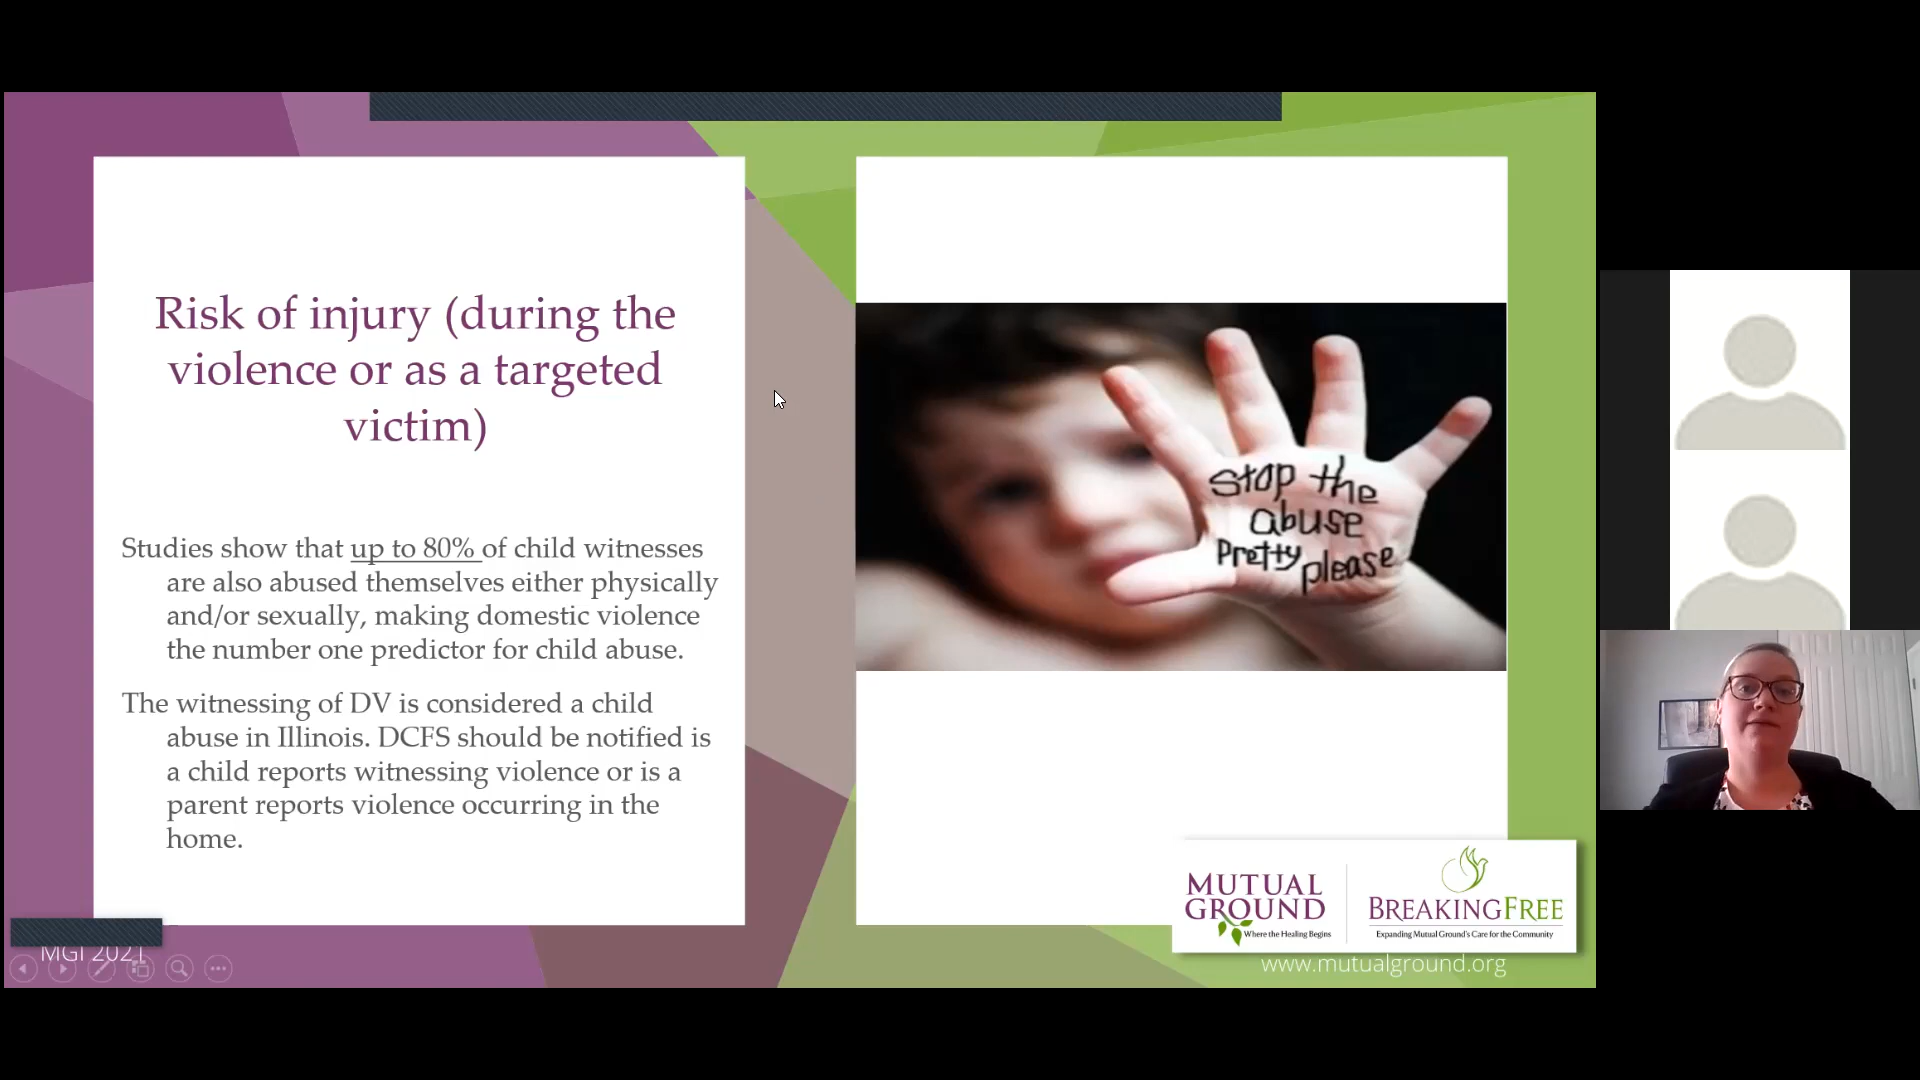 Risk of injury (during the
violence or as a targeted
victim)
Studies show that up to 80% of child witnesses
are also abused themselves either physically
and/or sexually, making domestic violence
the number one predictor for child abuse.
The witnessing of DV is considered a child
abuse in Illinois. DCFS should be notified is
a child reports witnessing violence or is a
parent reports violence occurring in the
home.
Stop the
abuse
Pretty please
MUTUAL
GROUND
Where the Healing Begins
BREAKINGFREE
Expanding Mutual Ground's Care for the Community
MGI 2021
www.mutualground.org